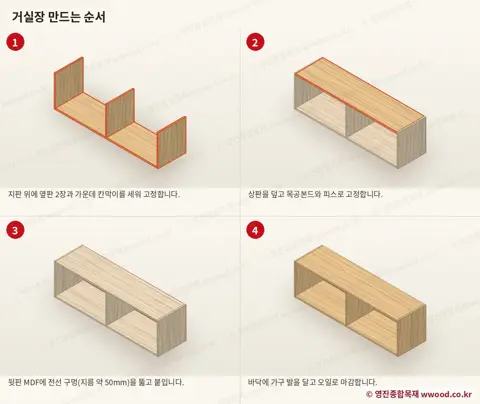 거실장 만드는 순서
1
2
지판 위에 옆판 2장과 가운데 칸막이를 세워 고정합니다.
상판을 덮고 목공본드와 피스로 고정합니다.
3
4
뒷판 MDF에 전선 구멍(지름 약 50mm)을 뚫고 붙입니다.
바닥에 가구 발을 달고 오일로 마감합니다.
© 영진종합목재 wwood.co.kr